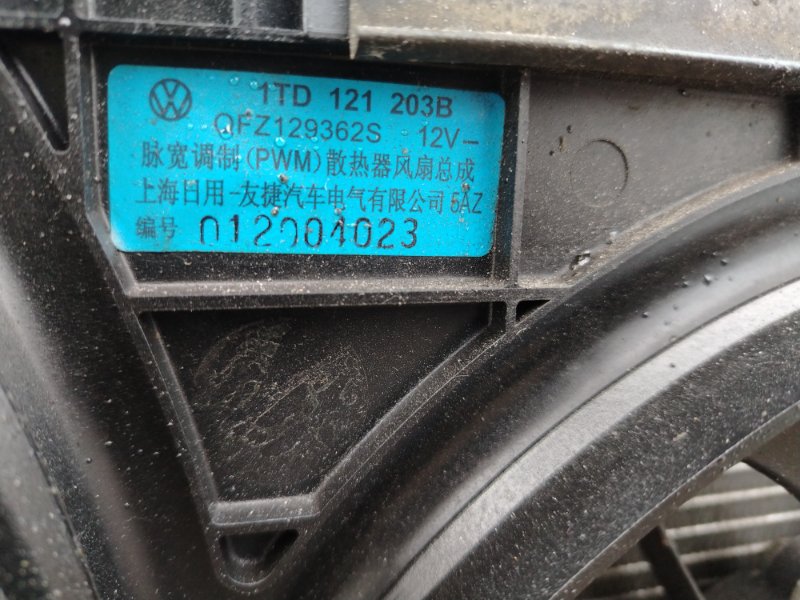 1TD 121 203B
QFZ129362S 12V⎓
脉宽调制(PWM)散热器风扇总成
上海日用-友捷汽车电气有限公司 5AZ
编号 012004023